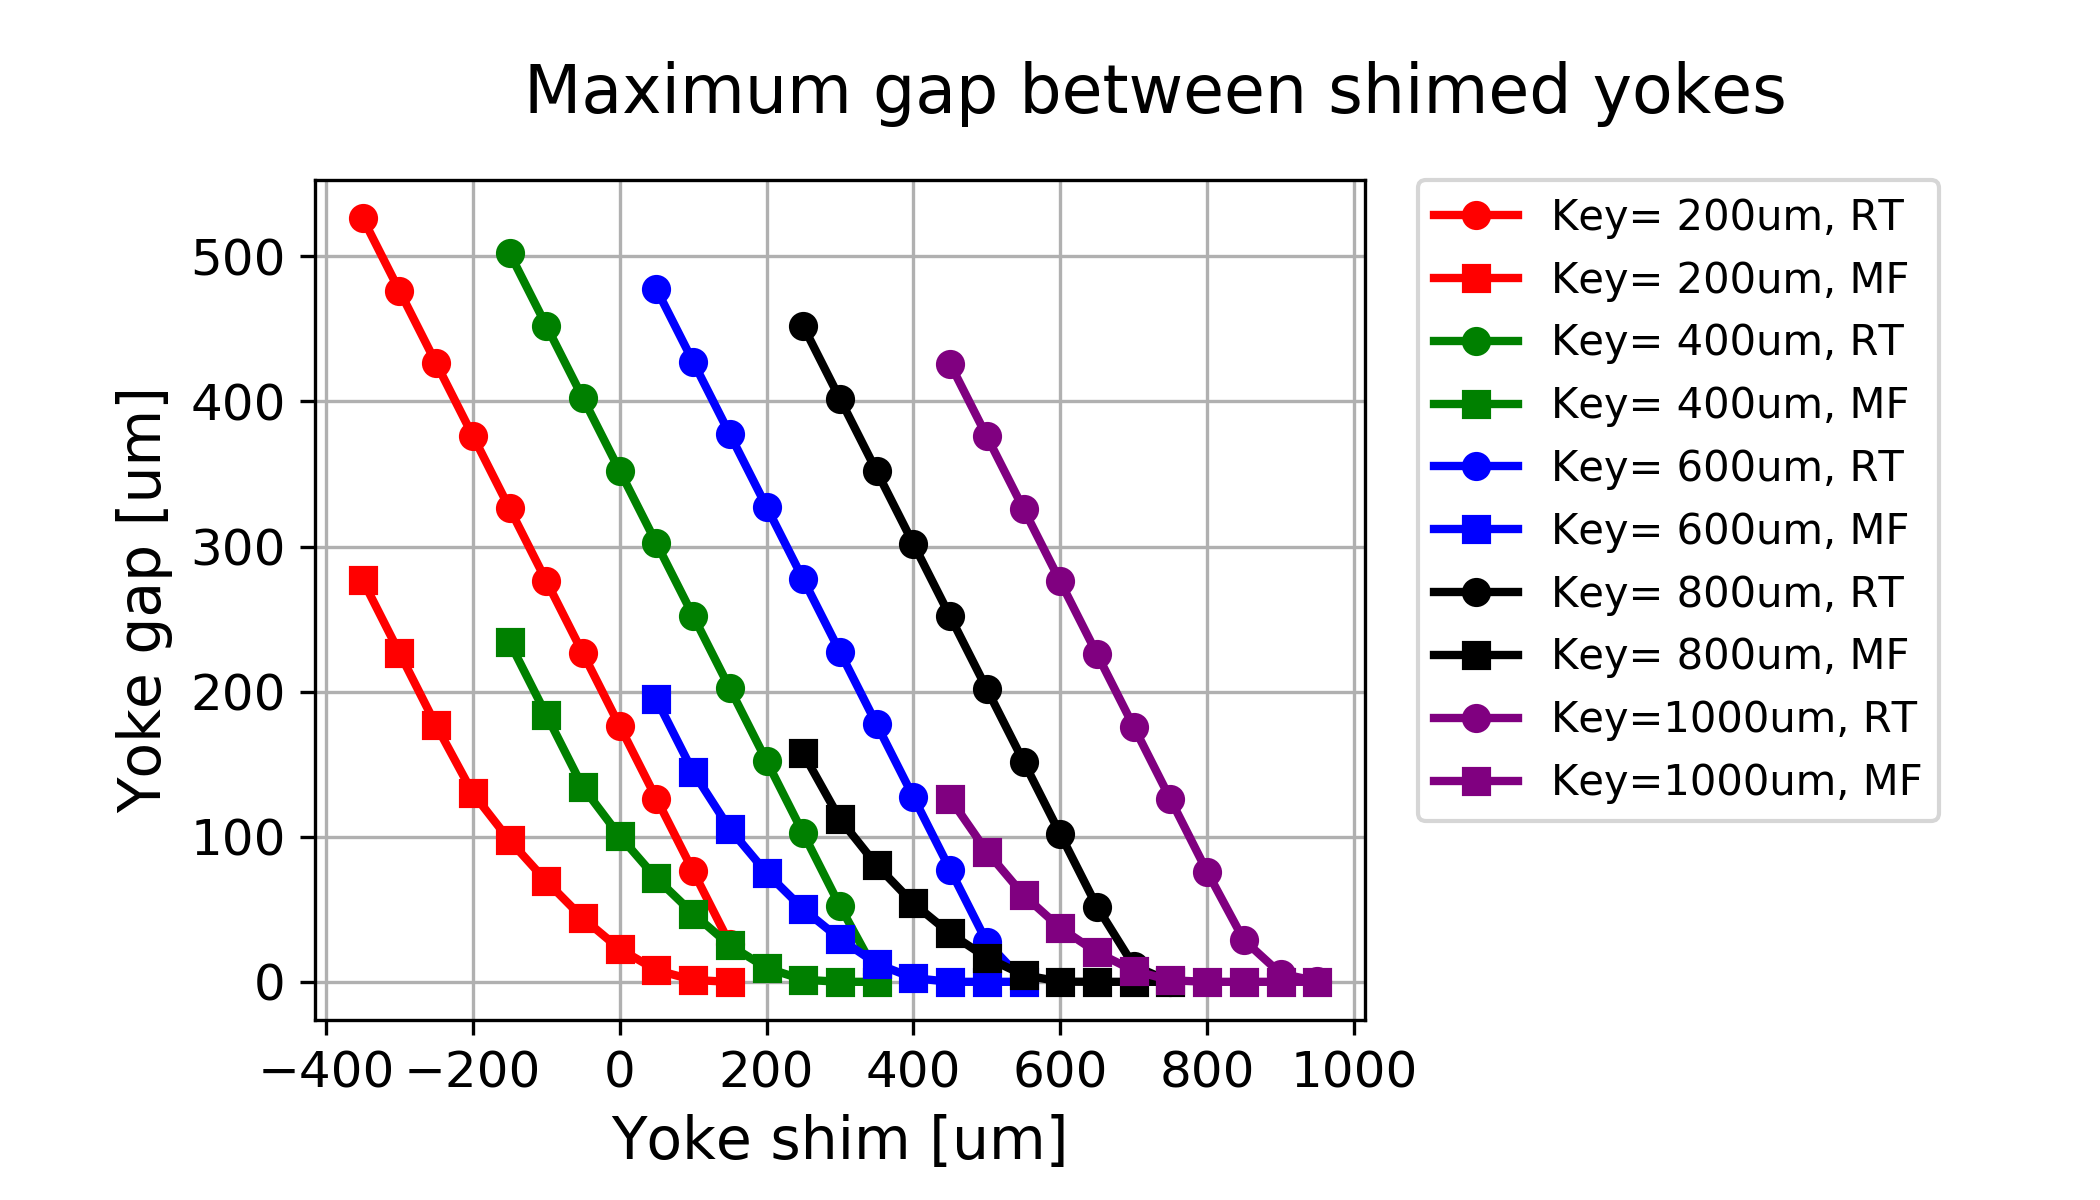 Maximum gap between shimed yokes
Yoke gap [um]
500
400
300
200
100
0
−400
−200
0
200
400
600
800
1000
Yoke shim [um]
Key= 200um, RT
Key= 200um, MF
Key= 400um, RT
Key= 400um, MF
Key= 600um, RT
Key= 600um, MF
Key= 800um, RT
Key= 800um, MF
Key=1000um, RT
Key=1000um, MF